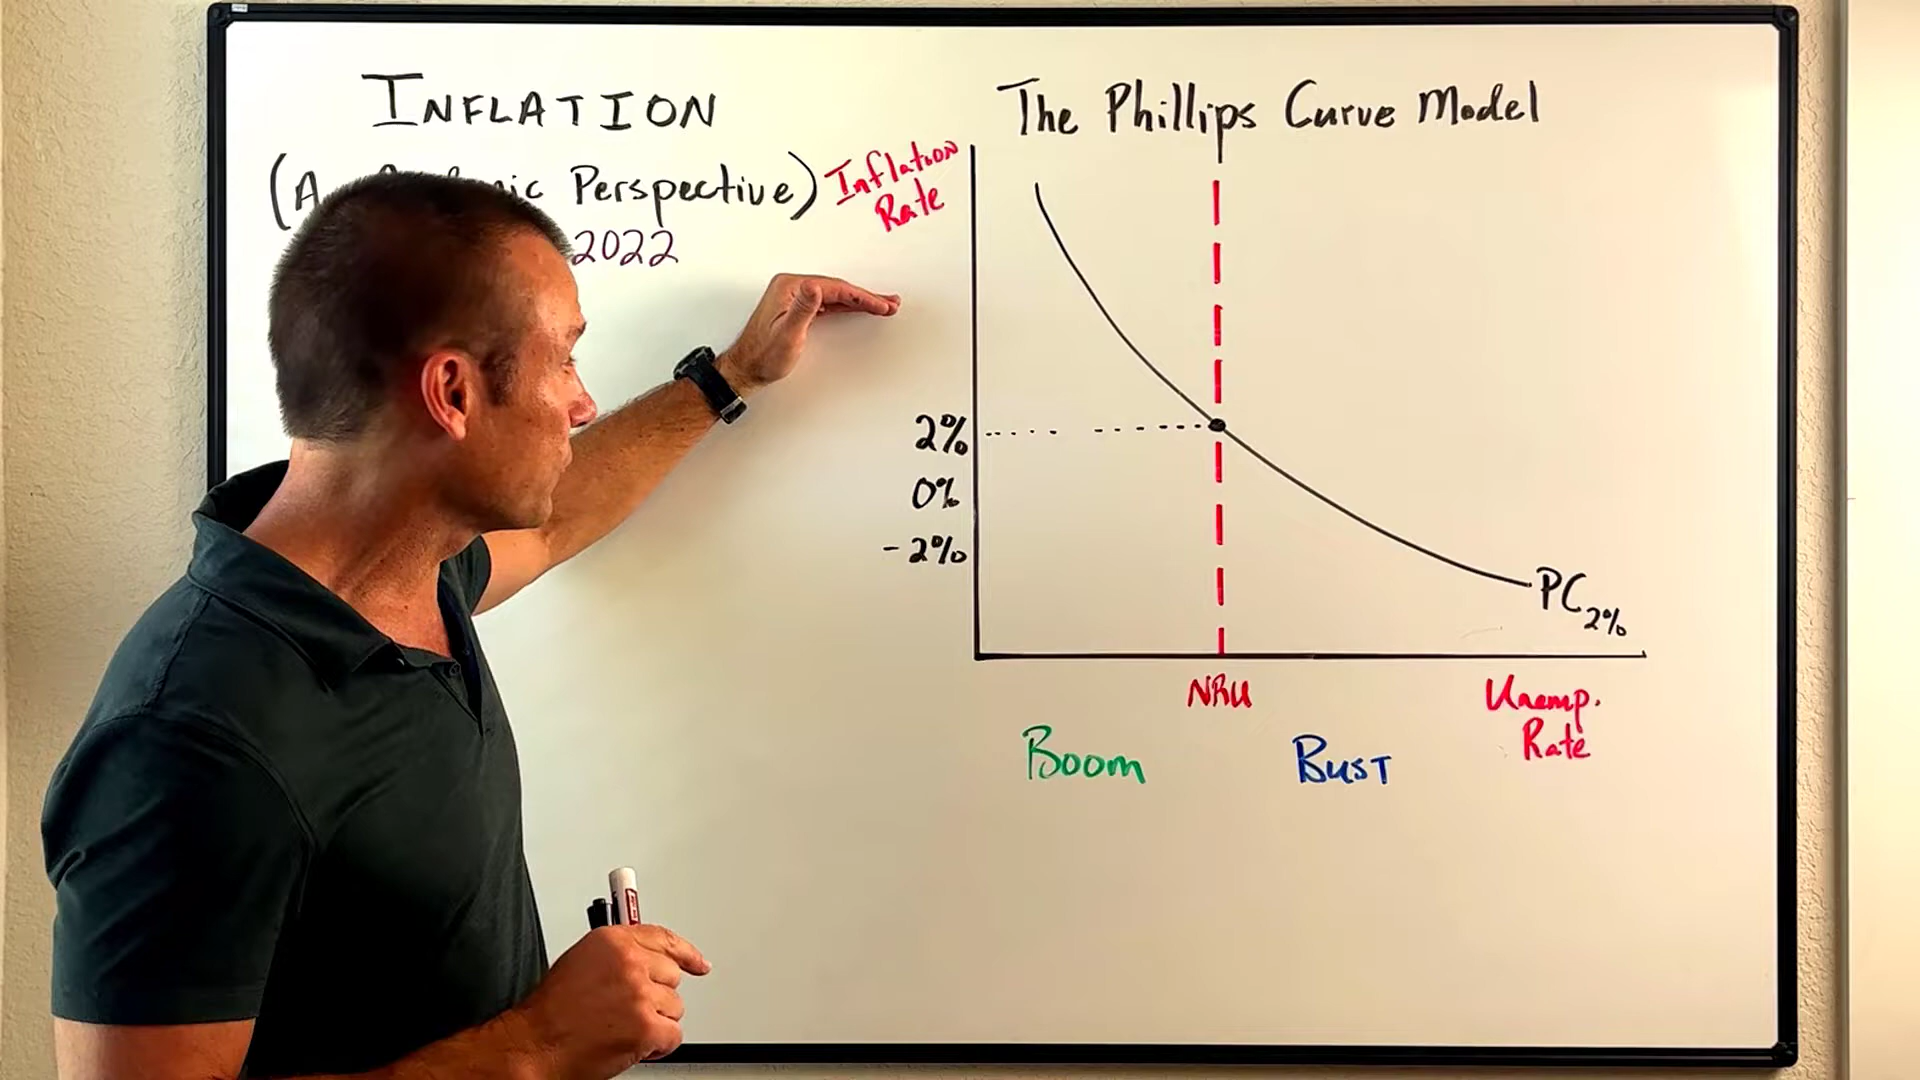 INFLATION
Perspective)
2022
The Phillips Curve Model
Inflation
Rate
2%
0%
- 2%
PC2%
NRU
Unemp.
Rate
Boom
BUST